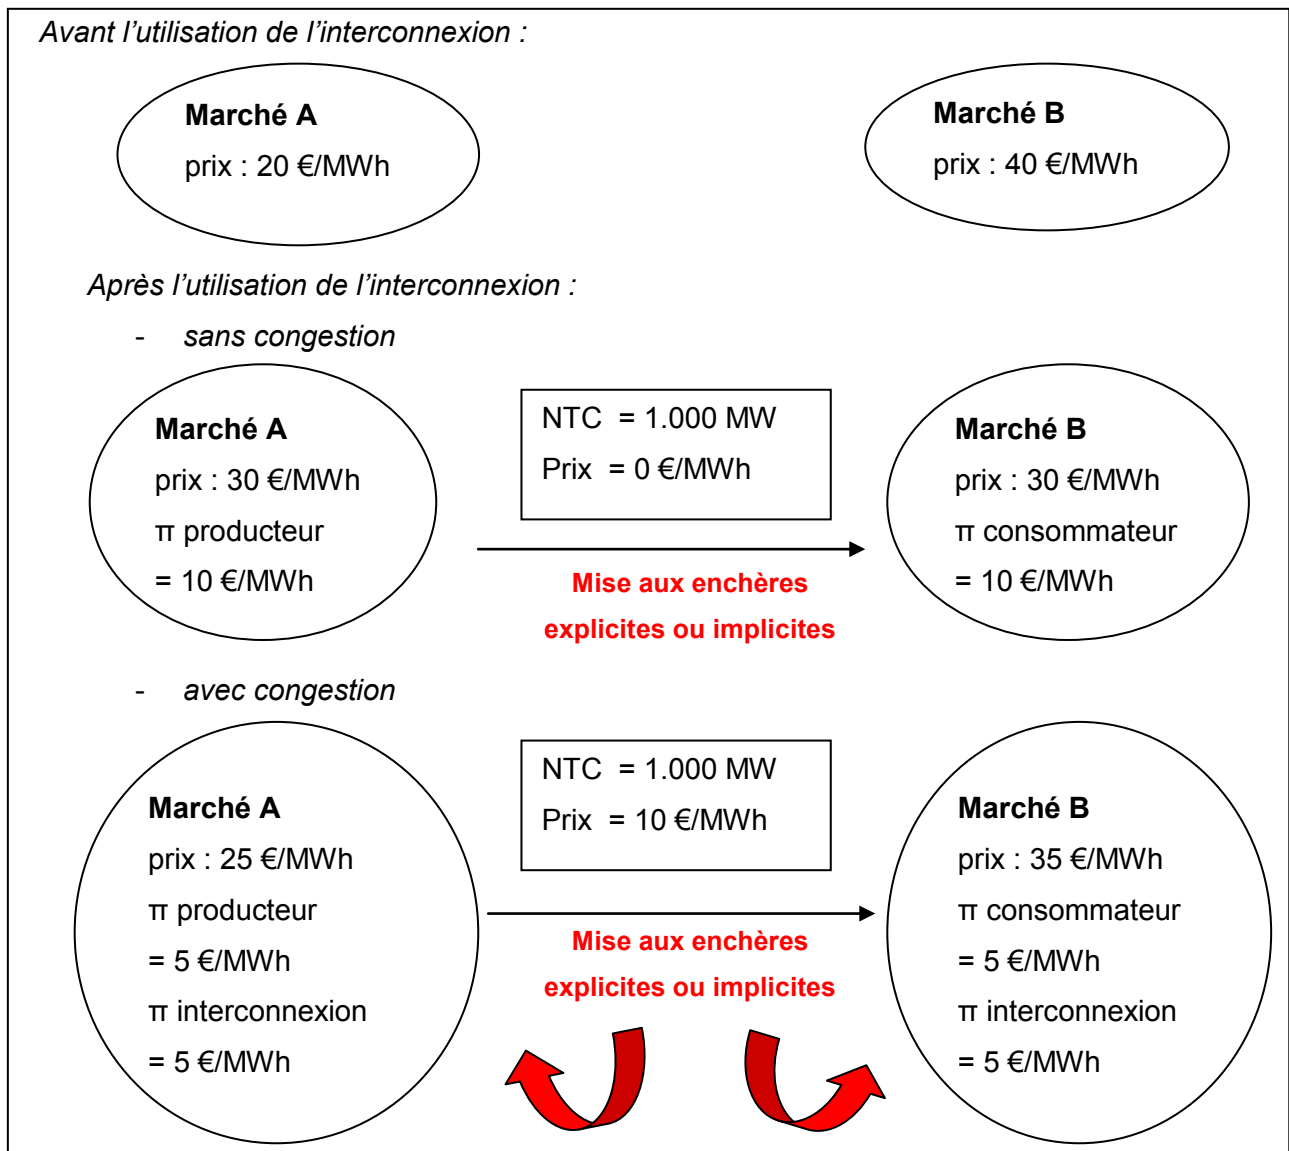 Avant l’utilisation de l’interconnexion :
Marché A
prix : 20 €/MWh
Marché B
prix : 40 €/MWh
Après l’utilisation de l’interconnexion :
- sans congestion
Marché A
prix : 30 €/MWh
π producteur
= 10 €/MWh
NTC = 1.000 MW
Prix = 0 €/MWh
Mise aux enchères
explicites ou implicites
Marché B
prix : 30 €/MWh
π consommateur
= 10 €/MWh
- avec congestion
Marché A
prix : 25 €/MWh
π producteur
= 5 €/MWh
π interconnexion
= 5 €/MWh
NTC = 1.000 MW
Prix = 10 €/MWh
Mise aux enchères
explicites ou implicites
Marché B
prix : 35 €/MWh
π consommateur
= 5 €/MWh
π interconnexion
= 5 €/MWh